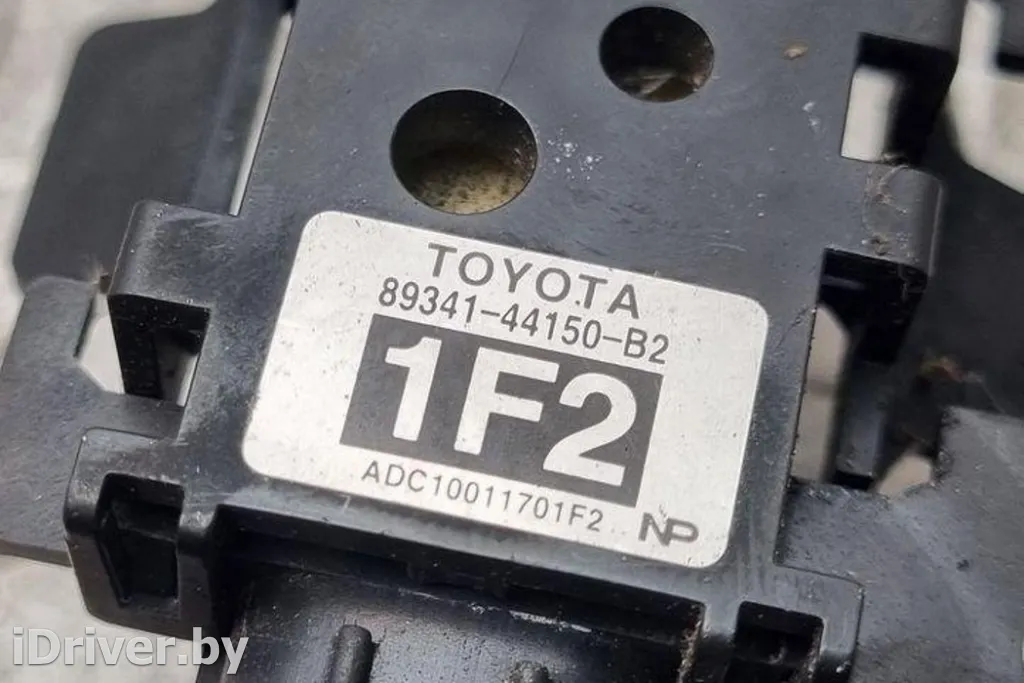 TOYOTA
89341-44150-B2
1F2
ADC10011701F2
NP
iDriver.by